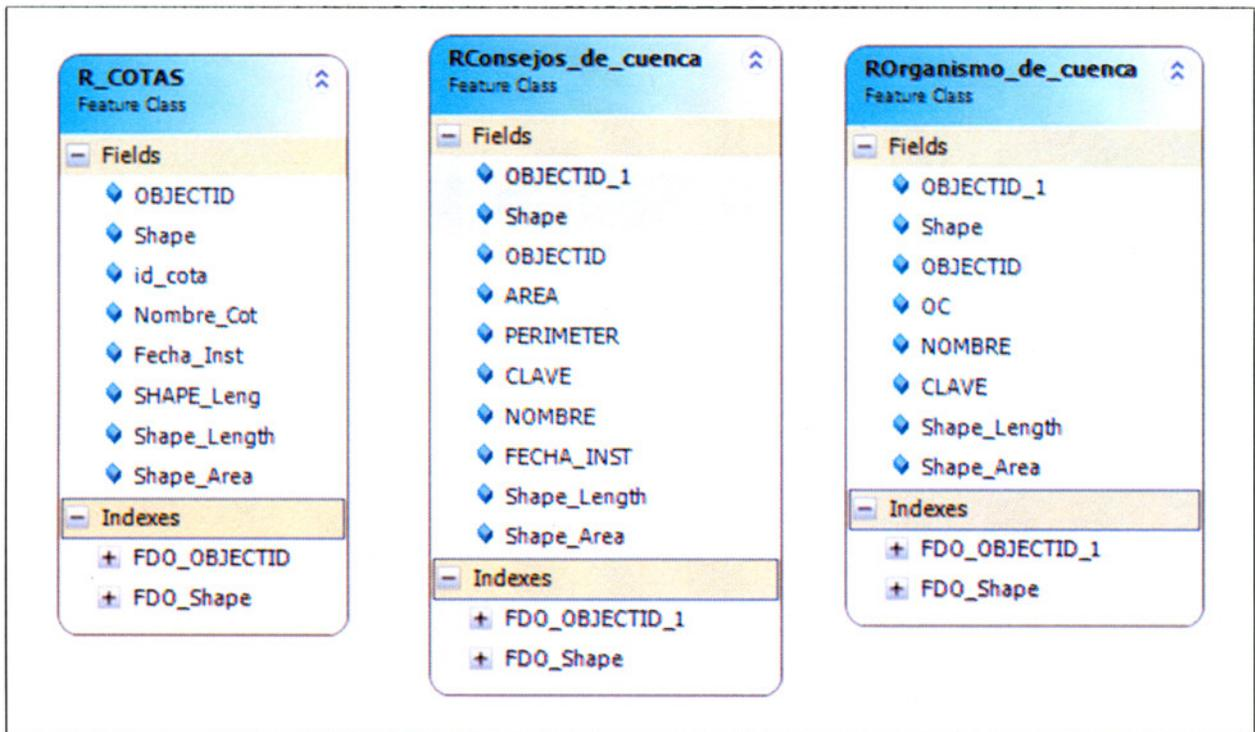 R_COTAS
Feature Class
Fields
OBJECTID
Shape
id_cota
Nombre_Cot
Fecha_Inst
SHAPE_Leng
Shape_Length
Shape_Area
Indexes
FDO_OBJECTID
FDO_Shape
RConsejos_de_cuenca
Feature Class
Fields
OBJECTID_1
Shape
OBJECTID
AREA
PERIMETER
CLAVE
NOMBRE
FECHA_INST
Shape_Length
Shape_Area
Indexes
FDO_OBJECTID_1
FDO_Shape
ROrganismo_de_cuenca
Feature Class
Fields
OBJECTID_1
Shape
OBJECTID
OC
NOMBRE
CLAVE
Shape_Length
Shape_Area
Indexes
FDO_OBJECTID_1
FDO_Shape